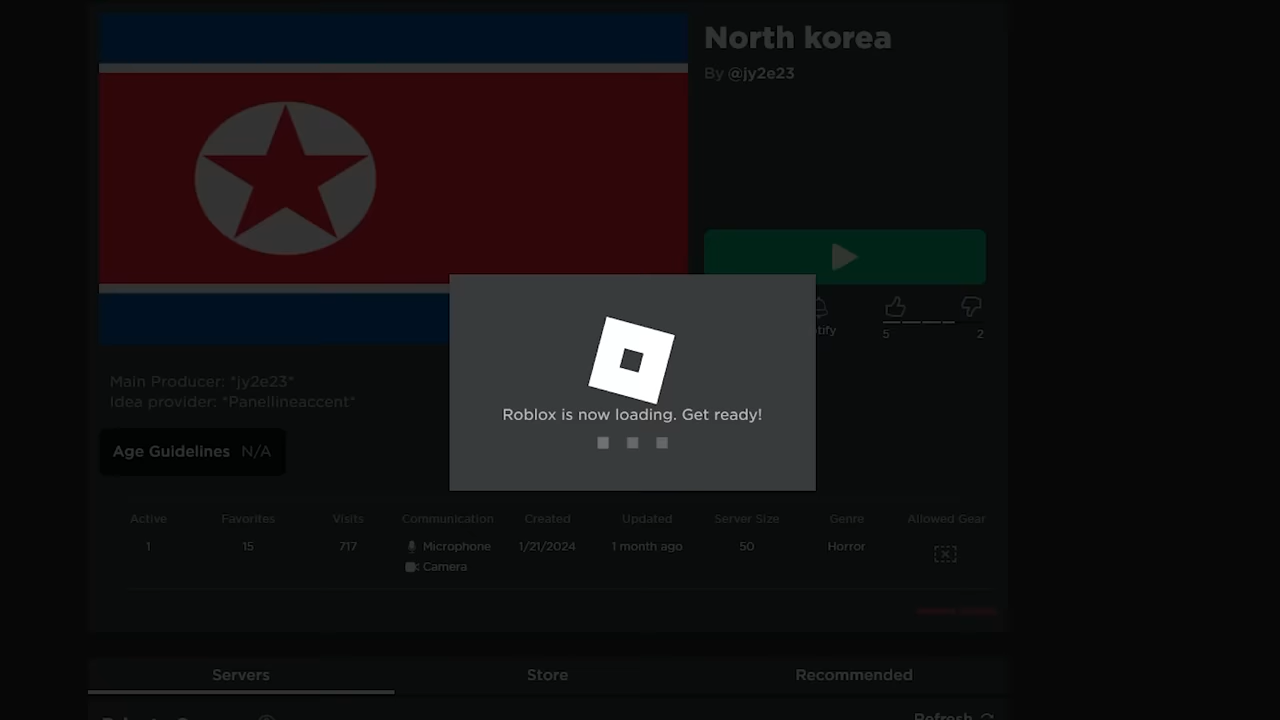 North korea
By @jy2e23
5
2
Main Producer: *jy2e23*
Idea provider: *Panellineaccent*
Roblox is now loading. Get ready!
Age Guidelines N/A
Active Favorites Visits Communication Created Updated Server Size Genre Allowed Gear
1 15 717 Microphone 1/21/2024 1 month ago 50 Horror
Camera
Servers Store Recommended
Refresh